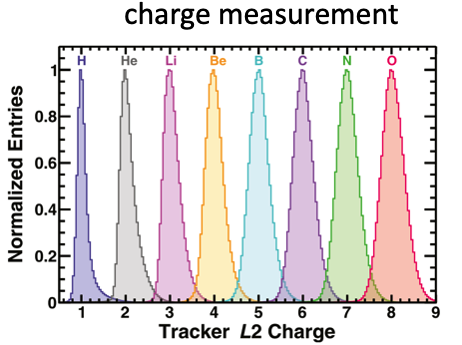 charge measurement
H He Li Be B C N O
Normalized Entries
1
0.8
0.6
0.4
0.2
0
1 2 3 4 5 6 7 8 9
Tracker L2 Charge